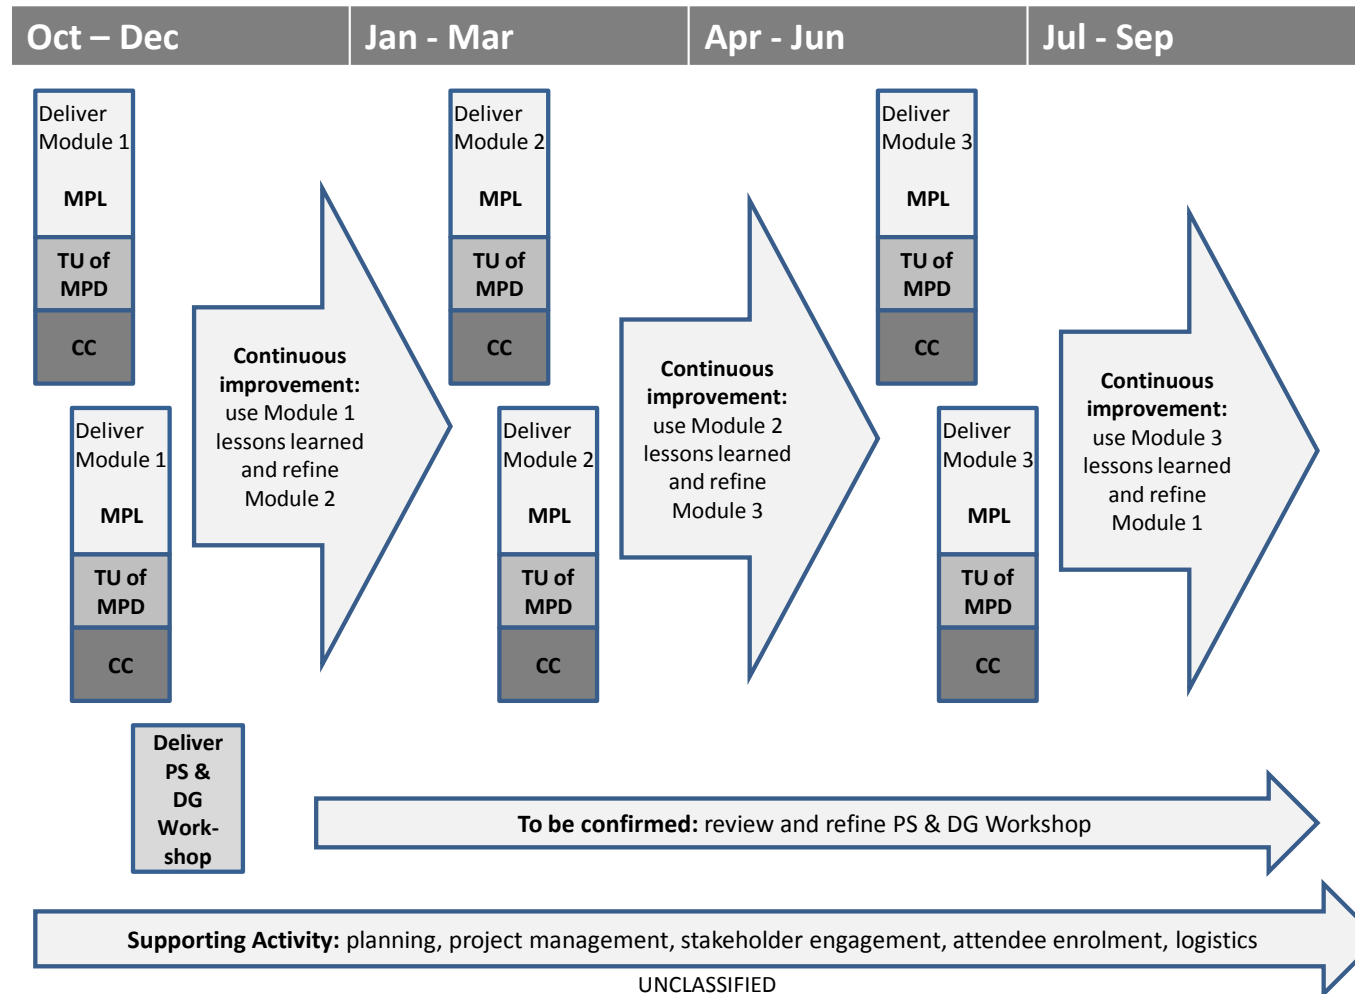 Oct – Dec
Jan - Mar
Apr - Jun
Jul - Sep
Deliver
Module 1
MPL
TU of
MPD
CC
Deliver
Module 1
MPL
TU of
MPD
CC
Continuous
improvement:
use Module 1
lessons learned
and refine
Module 2
Deliver
Module 2
MPL
TU of
MPD
CC
Deliver
Module 2
MPL
TU of
MPD
CC
Continuous
improvement:
use Module 2
lessons learned
and refine
Module 3
Deliver
Module 3
MPL
TU of
MPD
CC
Deliver
Module 3
MPL
TU of
MPD
CC
Continuous
improvement:
use Module 3
lessons learned
and refine
Module 1
Deliver
PS &
DG
Work-
shop
To be confirmed: review and refine PS & DG Workshop
Supporting Activity: planning, project management, stakeholder engagement, attendee enrolment, logistics
UNCLASSIFIED